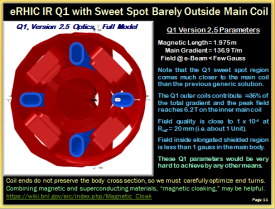 eRHIC IR Q1 with Sweet Spot Barely Outside Main Coil
Q1, Version 2.5 Optics, Full Model
Q1 Version 2.5 Parameters
Magnetic Length = 1.975m
Main Gradient = 136.9 T/m
Field @ e-Beam < Few Gauss
Note that the Q1 sweet spot region
comes much closer to the main coil
than the previous generic solution.
The Q1 outer coils contribute ≈36% of
the total gradient and the peak field
reaches 6.2T on the inner main coil
Field quality is close to 1 x 10⁻⁴ at
= 20 mm (i.e. about 1 Unit).
Field inside elongated shielded region
is less than 1 gauss in the main body.
These Q1 parameters would be very
hard to achieve by any other means.
Coil ends do not preserve the body cross section, so we must carefully optimize end turns.
Combining magnetic and superconducting materials, "magnetic cloaking," may be helpful.
https://wiki.bnl.gov/eic/index.php/Magnetic_Cloak